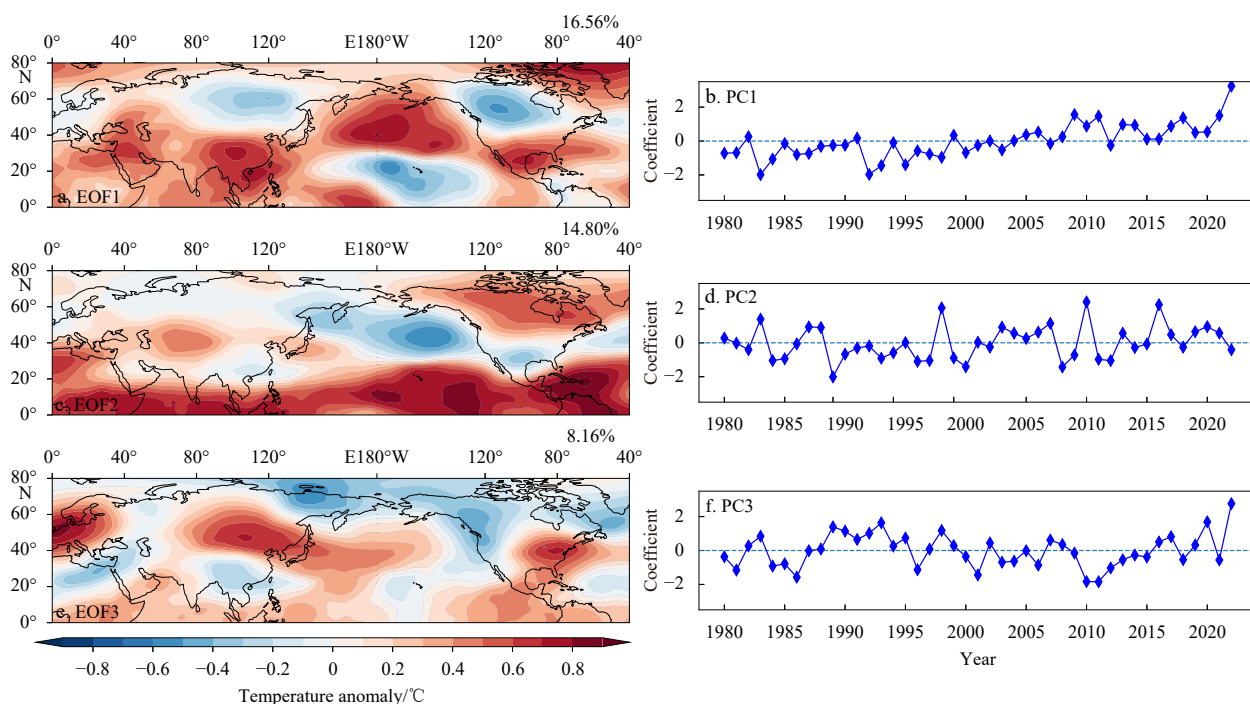 16.56%
0° 40° 80° 120° E180°W 120° 80° 40°
80°
N
60°
40°
20°
0°
a. EOF1
b. PC1
Coefficient
2
0
−2
1980 1985 1990 1995 2000 2005 2010 2015 2020
14.80%
0° 40° 80° 120° E180°W 120° 80° 40°
80°
N
60°
40°
20°
0°
c. EOF2
d. PC2
Coefficient
2
0
−2
1980 1985 1990 1995 2000 2005 2010 2015 2020
8.16%
0° 40° 80° 120° E180°W 120° 80° 40°
80°
N
60°
40°
20°
0°
e. EOF3
f. PC3
Coefficient
2
0
−2
1980 1985 1990 1995 2000 2005 2010 2015 2020
Year
−0.8 −0.6 −0.4 −0.2 0 0.2 0.4 0.6 0.8
Temperature anomaly/℃